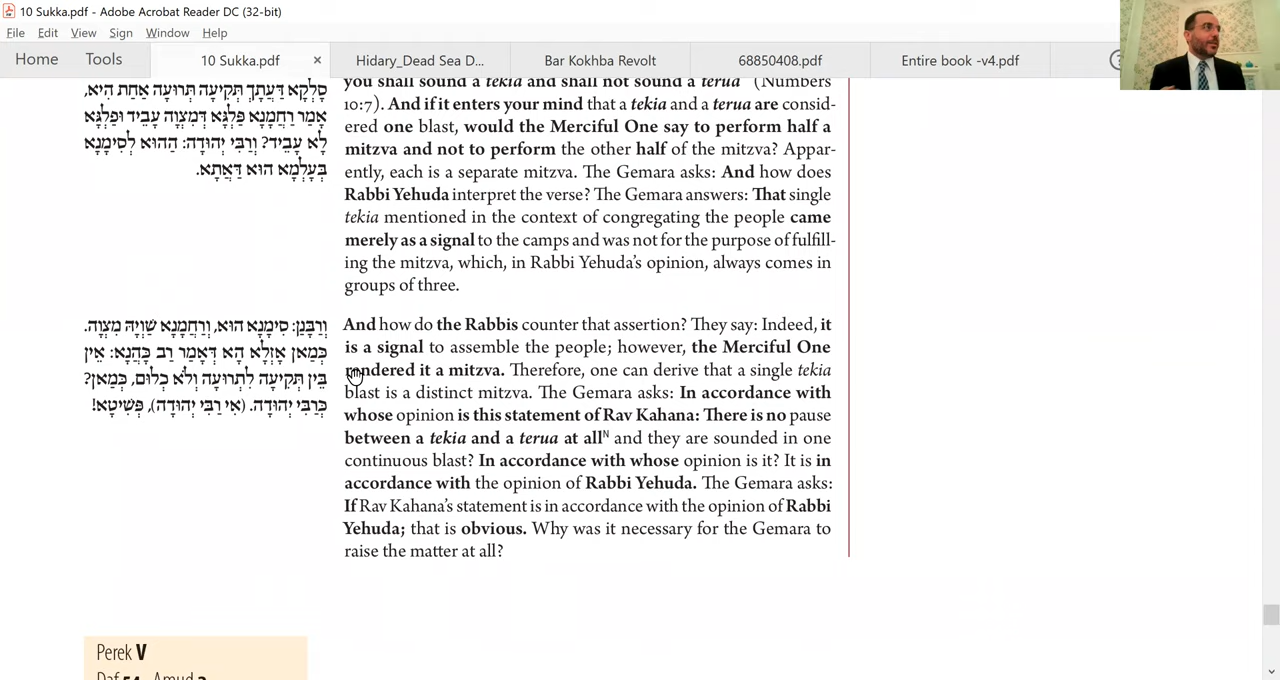 10 Sukka.pdf - Adobe Acrobat Reader DC (32-bit)
File Edit View Sign Window Help
Home Tools 10 Sukka.pdf × Hidary_Dead Sea D... Bar Kokhba Revolt 68850408.pdf Entire book -v4.pdf
סָלְקָא דַּעְתָּךְ תְּקִיעָה תְּרוּעָה אַחַת הִיא,
אָמַר רַחֲמָנָא פַּלְגָא דְּמִצְוָה עָבֵיד וּפַלְגָא
לָא עָבֵיד? וְרַבִּי יְהוּדָה: הַהוּא לְסִימָנָא
בְּעָלְמָא הוּא דַּאֲתָא.
you shall sound a tekia and shall not sound a terua" (Numbers
10:7). And if it enters your mind that a tekia and a terua are consid-
ered one blast, would the Merciful One say to perform half a
mitzva and not to perform the other half of the mitzva? Appar-
ently, each is a separate mitzva. The Gemara asks: And how does
Rabbi Yehuda interpret the verse? The Gemara answers: That single
tekia mentioned in the context of congregating the people came
merely as a signal to the camps and was not for the purpose of fulfill-
ing the mitzva, which, in Rabbi Yehuda's opinion, always comes in
groups of three.
וְרַבָּנַן: סִימָנָא הוּא, וְרַחֲמָנָא שַׁוְּיַהּ מִצְוָה.
כְּמַאן אָזְלָא הָא דְּאָמַר רַב כָּהֲנָא: אֵין
בֵּין תְּקִיעָה לִתְרוּעָה וְלֹא כְלוּם, כְּמַאן?
כְּרַבִּי יְהוּדָה. (אִי רַבִּי יְהוּדָה), פְּשִׁיטָא!
And how do the Rabbis counter that assertion? They say: Indeed, it
is a signal to assemble the people; however, the Merciful One
rendered it a mitzva. Therefore, one can derive that a single tekia
blast is a distinct mitzva. The Gemara asks: In accordance with
whose opinion is this statement of Rav Kahana: There is no pause
between a tekia and a terua at allN and they are sounded in one
continuous blast? In accordance with whose opinion is it? It is in
accordance with the opinion of Rabbi Yehuda. The Gemara asks:
If Rav Kahana's statement is in accordance with the opinion of Rabbi
Yehuda; that is obvious. Why was it necessary for the Gemara to
raise the matter at all?
Perek V